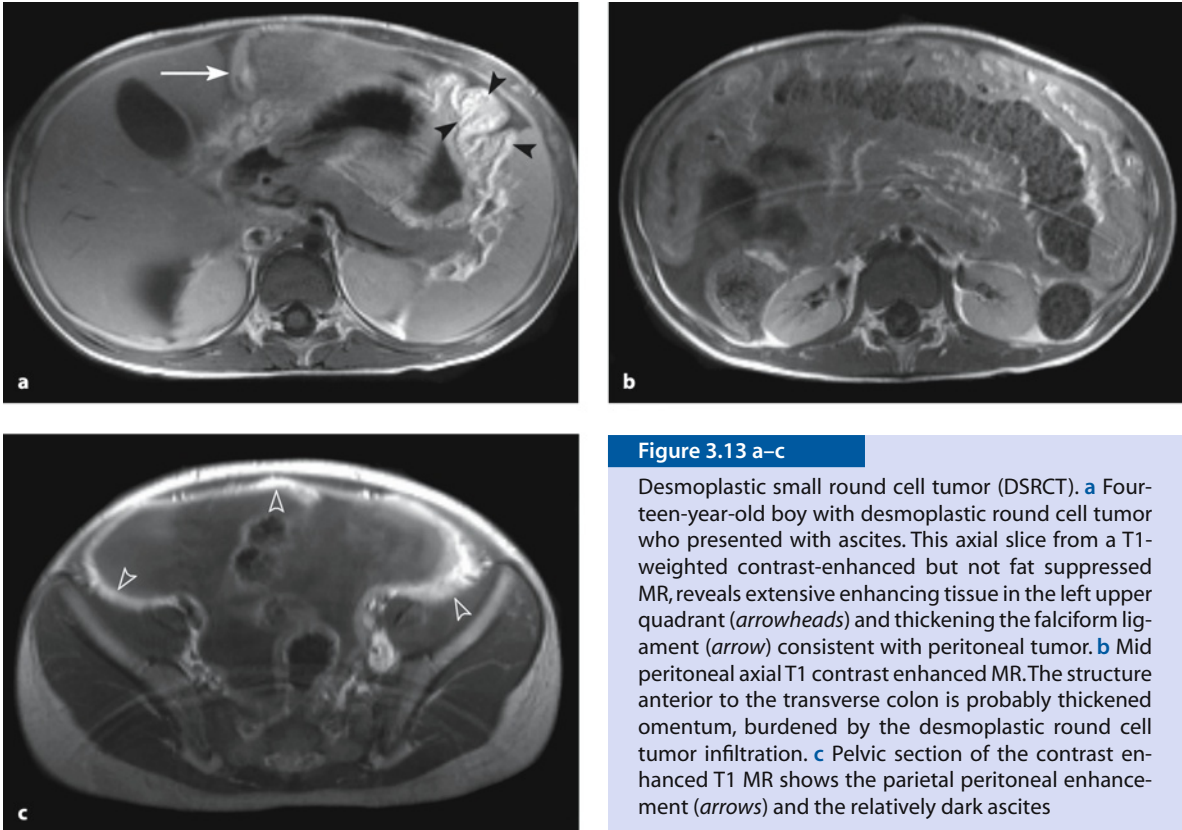 a
b
c
Figure 3.13 a–c
Desmoplastic small round cell tumor (DSRCT). a Four-
teen-year-old boy with desmoplastic round cell tumor
who presented with ascites. This axial slice from a T1-
weighted contrast-enhanced but not fat suppressed
MR, reveals extensive enhancing tissue in the left upper
quadrant (arrowheads) and thickening the falciform lig-
ament (arrow) consistent with peritoneal tumor. b Mid
peritoneal axial T1 contrast enhanced MR. The structure
anterior to the transverse colon is probably thickened
omentum, burdened by the desmoplastic round cell
tumor infiltration. c Pelvic section of the contrast en-
hanced T1 MR shows the parietal peritoneal enhance-
ment (arrows) and the relatively dark ascites